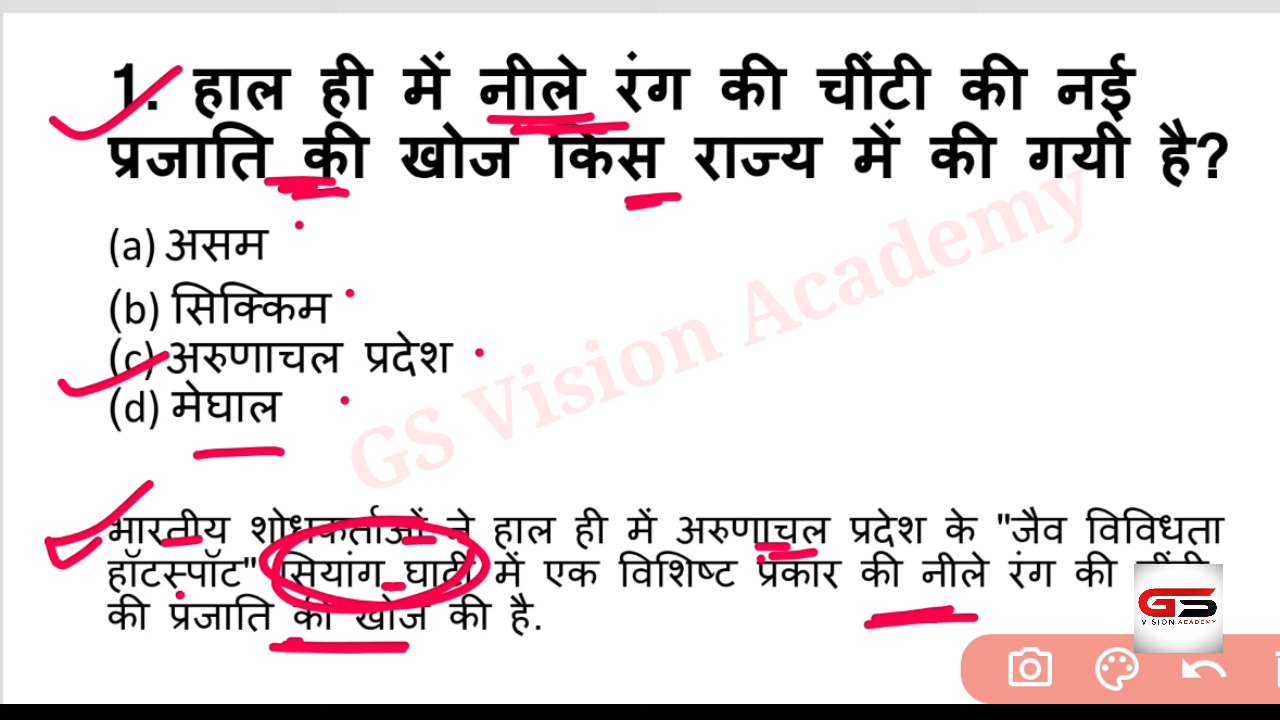 1. हाल ही में नीले रंग की चींटी की नई
प्रजाति की खोज किस राज्य में की गयी है?
(a) असम
(b) सिक्किम
(c) अरुणाचल प्रदेश
(d) मेघाल
GS Vision Academy
भारतीय शोधकर्ताओं ने हाल ही में अरुणाचल प्रदेश के "जैव विविधता
हॉटस्पॉट" सियांग घाटी में एक विशिष्ट प्रकार की नीले रंग की चींटी
की प्रजाति की खोज की है.
GS
VISION ACADEMY